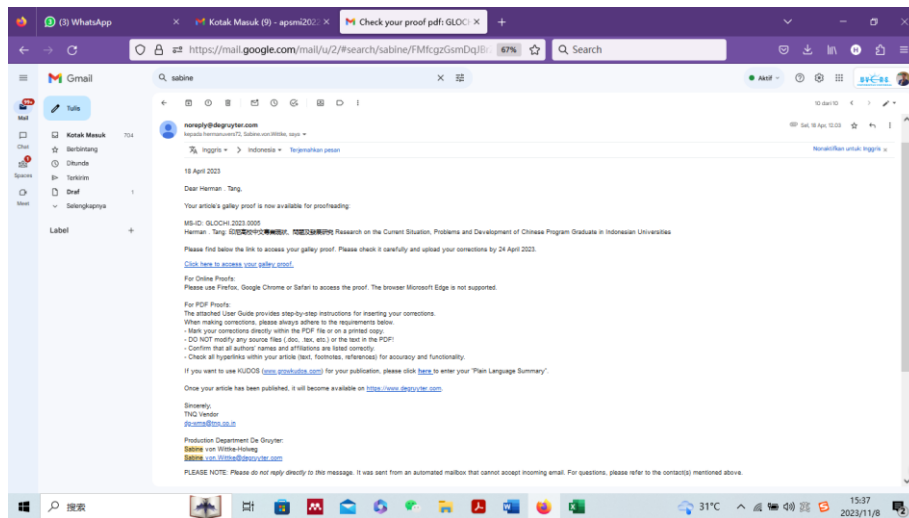 (3) WhatsApp
Kotak Masuk (9) - apsmi202
Check your proof pdf: GLOCI
https://mail.google.com/mail/u/2/#search/sabine/FMfcgzGsmDqJBr
67%
Search
Gmail
sabine
Aktif
99+
Mail
Tulis
10 dari 10
Chat
Spaces
Meet
Kotak Masuk 704
Berbintang
Ditunda
Terkirim
Draf 1
Selengkapnya
Label +
noreply@degruyter.com
Sel, 18 Apr, 12.03
kepada hermanuvers72, Sabine.von.Wittke, saya
Inggris > Indonesia Terjemahkan pesan
Nonaktifkan untuk: Inggris x
18 April 2023
Dear Herman . Tang,
Your article's galley proof is now available for proofreading:
MS-ID: GLOCHI.2023.0005
Herman . Tang: 印尼高校中文專業現狀、問題及發展研究 Research on the Current Situation, Problems and Development of Chinese Program Graduate in Indonesian Universities
Please find below the link to access your galley proof. Please check it carefully and upload your corrections by 24 April 2023.
Click here to access your galley proof.
For Online Proofs:
Please use Firefox, Google Chrome or Safari to access the proof. The browser Microsoft Edge is not supported.
For PDF Proofs:
The attached User Guide provides step-by-step instructions for inserting your corrections.
When making corrections, please always adhere to the requirements below.
- Mark your corrections directly within the PDF file or on a printed copy.
- DO NOT modify any source files (.doc, .tex, etc.) or the text in the PDF!
- Confirm that all authors' names and affiliations are listed correctly.
- Check all hyperlinks within your article (text, footnotes, references) for accuracy and functionality.
If you want to use KUDOS (www.growkudos.com) for your publication, please click here to enter your "Plain Language Summary".
Once your article has been published, it will become available on https://www.degruyter.com.
Sincerely,
TNQ Vendor
dg-wms@tnq.co.in
Production Department De Gruyter:
Sabine von Wittke-Holweg
Sabine.von.Wittke@degruyter.com
PLEASE NOTE: Please do not reply directly to this message. It was sent from an automated mailbox that cannot accept incoming email. For questions, please refer to the contact(s) mentioned above.
搜索
31°C
15:37
2023/11/8